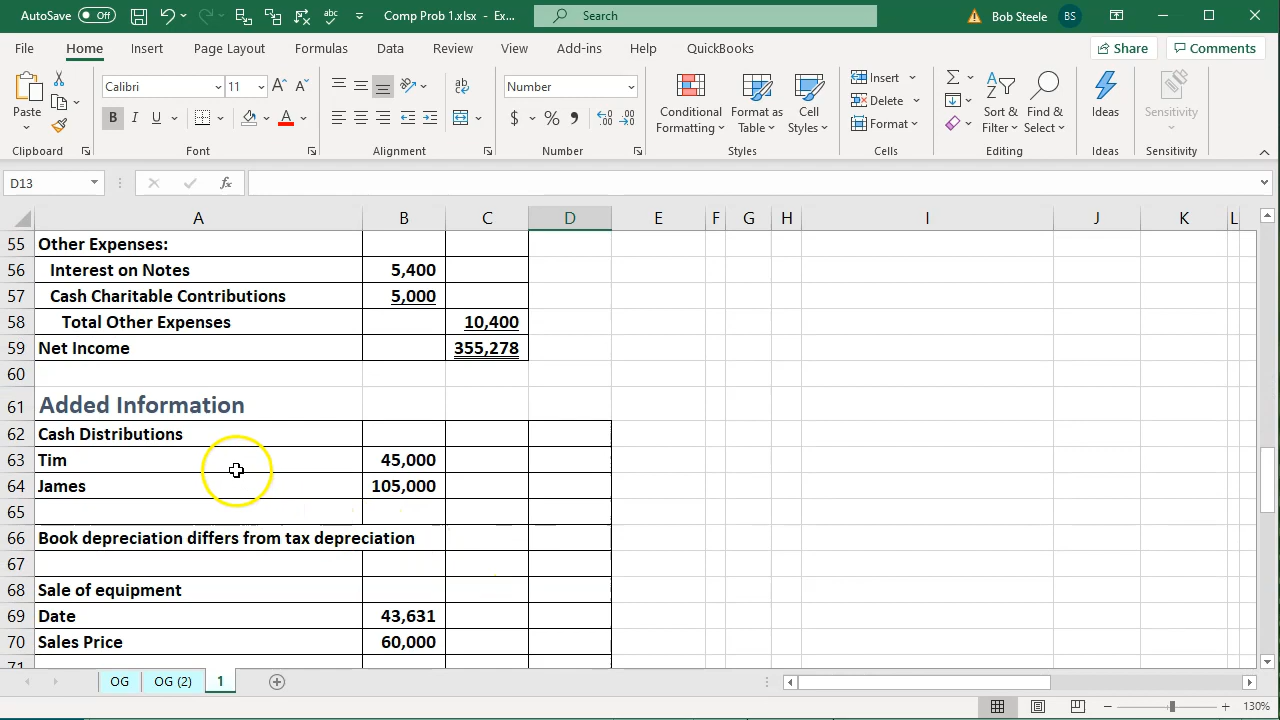 AutoSave Off Comp Prob 1.xlsx - Ex... Search Bob Steele BS
File Home Insert Page Layout Formulas Data Review View Add-ins Help QuickBooks Share Comments
Paste Calibri 11 A A ab Number Conditional Formatting Format as Table Cell Styles Insert Delete Format Sort & Filter Find & Select Ideas Sensitivity
B I U A $ % 9
Clipboard Font Alignment Number Styles Cells Editing Ideas Sensitivity
D13 fx
A B C D E F G H I J K L
55 Other Expenses:
56 Interest on Notes 5,400
57 Cash Charitable Contributions 5,000
58 Total Other Expenses 10,400
59 Net Income 355,278
60
61 Added Information
62 Cash Distributions
63 Tim 45,000
64 James 105,000
65
66 Book depreciation differs from tax depreciation
67
68 Sale of equipment
69 Date 43,631
70 Sales Price 60,000
71
OG OG (2) 1
130%